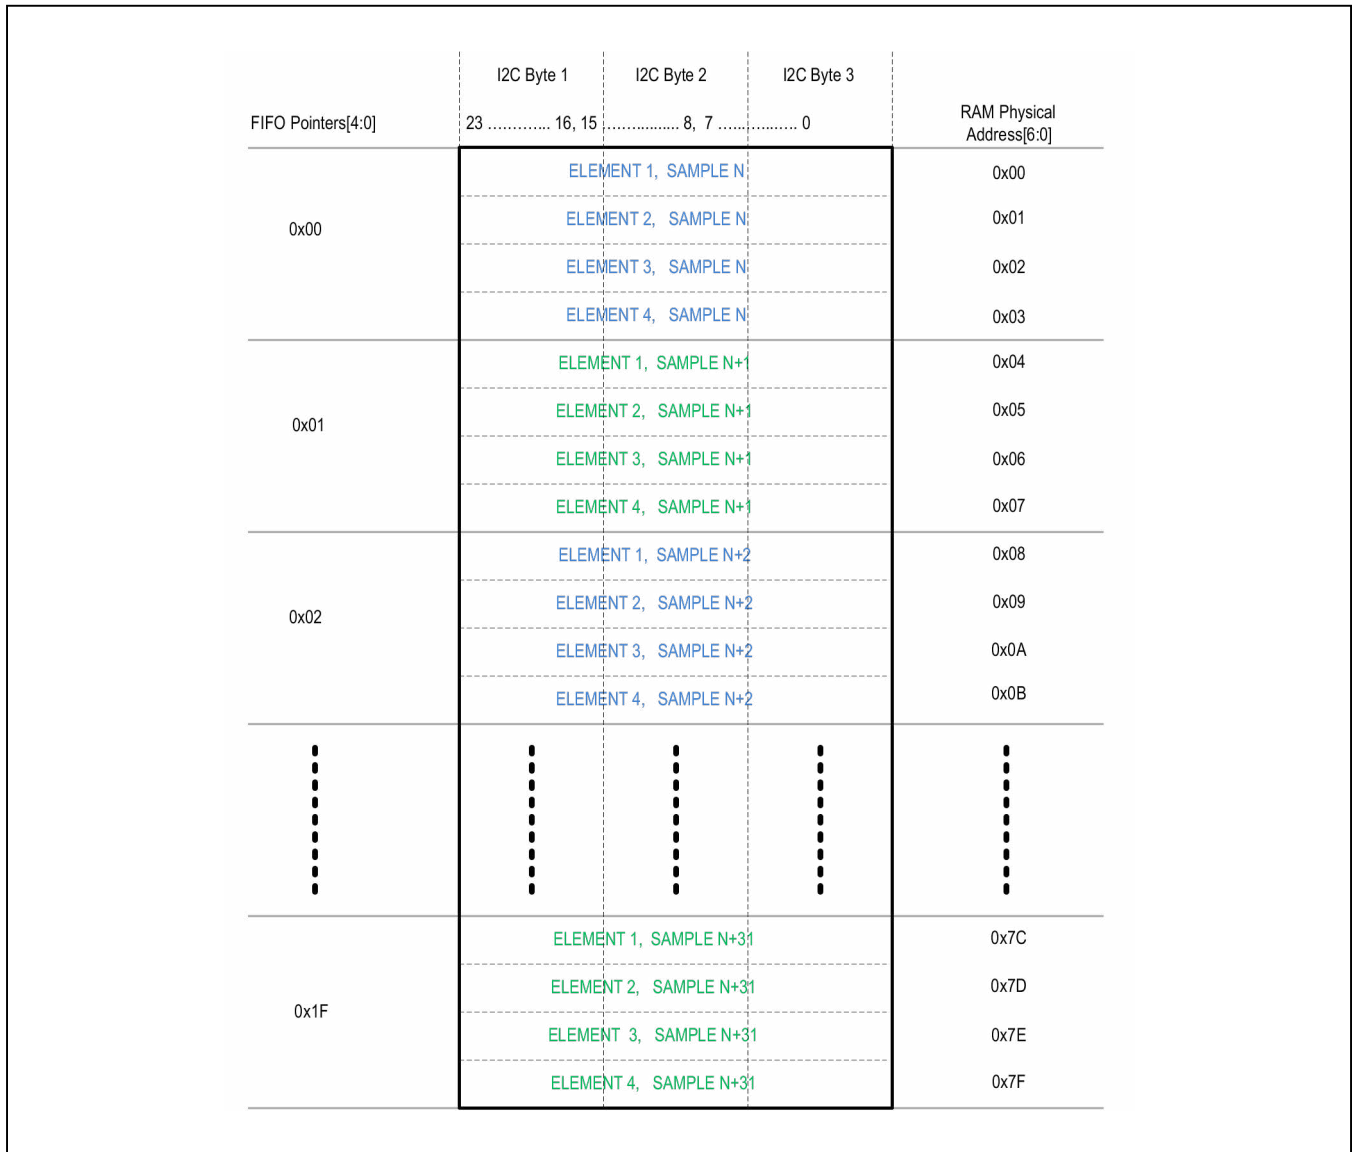 I2C Byte 1 I2C Byte 2 I2C Byte 3
FIFO Pointers[4:0] 23 ............... 16, 15 .................. 8, 7 .................. 0 RAM Physical
Address[6:0]
ELEMENT 1, SAMPLE N 0x00
0x00
ELEMENT 2, SAMPLE N 0x01
ELEMENT 3, SAMPLE N 0x02
ELEMENT 4, SAMPLE N 0x03
ELEMENT 1, SAMPLE N+1 0x04
0x01
ELEMENT 2, SAMPLE N+1 0x05
ELEMENT 3, SAMPLE N+1 0x06
ELEMENT 4, SAMPLE N+1 0x07
ELEMENT 1, SAMPLE N+2 0x08
0x02
ELEMENT 2, SAMPLE N+2 0x09
ELEMENT 3, SAMPLE N+2 0x0A
ELEMENT 4, SAMPLE N+2 0x0B
ELEMENT 1, SAMPLE N+31 0x7C
0x1F
ELEMENT 2, SAMPLE N+31 0x7D
ELEMENT 3, SAMPLE N+31 0x7E
ELEMENT 4, SAMPLE N+31 0x7F